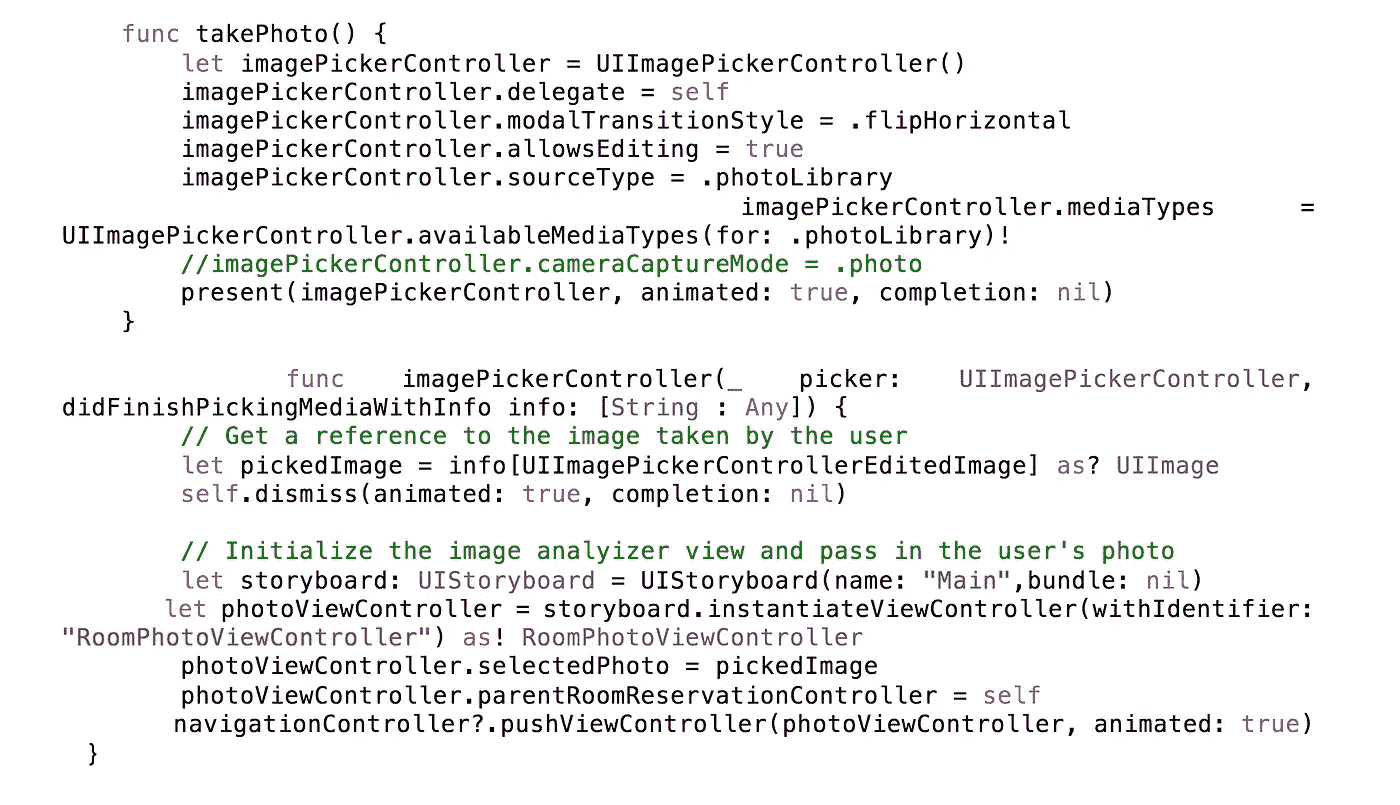 func takePhoto() {
let imagePickerController = UIImagePickerController()
imagePickerController.delegate = self
imagePickerController.modalTransitionStyle = .flipHorizontal
imagePickerController.allowsEditing = true
imagePickerController.sourceType = .photoLibrary
imagePickerController.mediaTypes =
UIImagePickerController.availableMediaTypes(for: .photoLibrary)!
//imagePickerController.cameraCaptureMode = .photo
present(imagePickerController, animated: true, completion: nil)
}
func imagePickerController(_ picker: UIImagePickerController,
didFinishPickingMediaWithInfo info: [String : Any]) {
// Get a reference to the image taken by the user
let pickedImage = info[UIImagePickerControllerEditedImage] as? UIImage
self.dismiss(animated: true, completion: nil)
// Initialize the image analyizer view and pass in the user's photo
let storyboard: UIStoryboard = UIStoryboard(name: "Main",bundle: nil)
let photoViewController = storyboard.instantiateViewController(withIdentifier:
"RoomPhotoViewController") as! RoomPhotoViewController
photoViewController.selectedPhoto = pickedImage
photoViewController.parentRoomReservationController = self
navigationController?.pushViewController(photoViewController, animated: true)
}